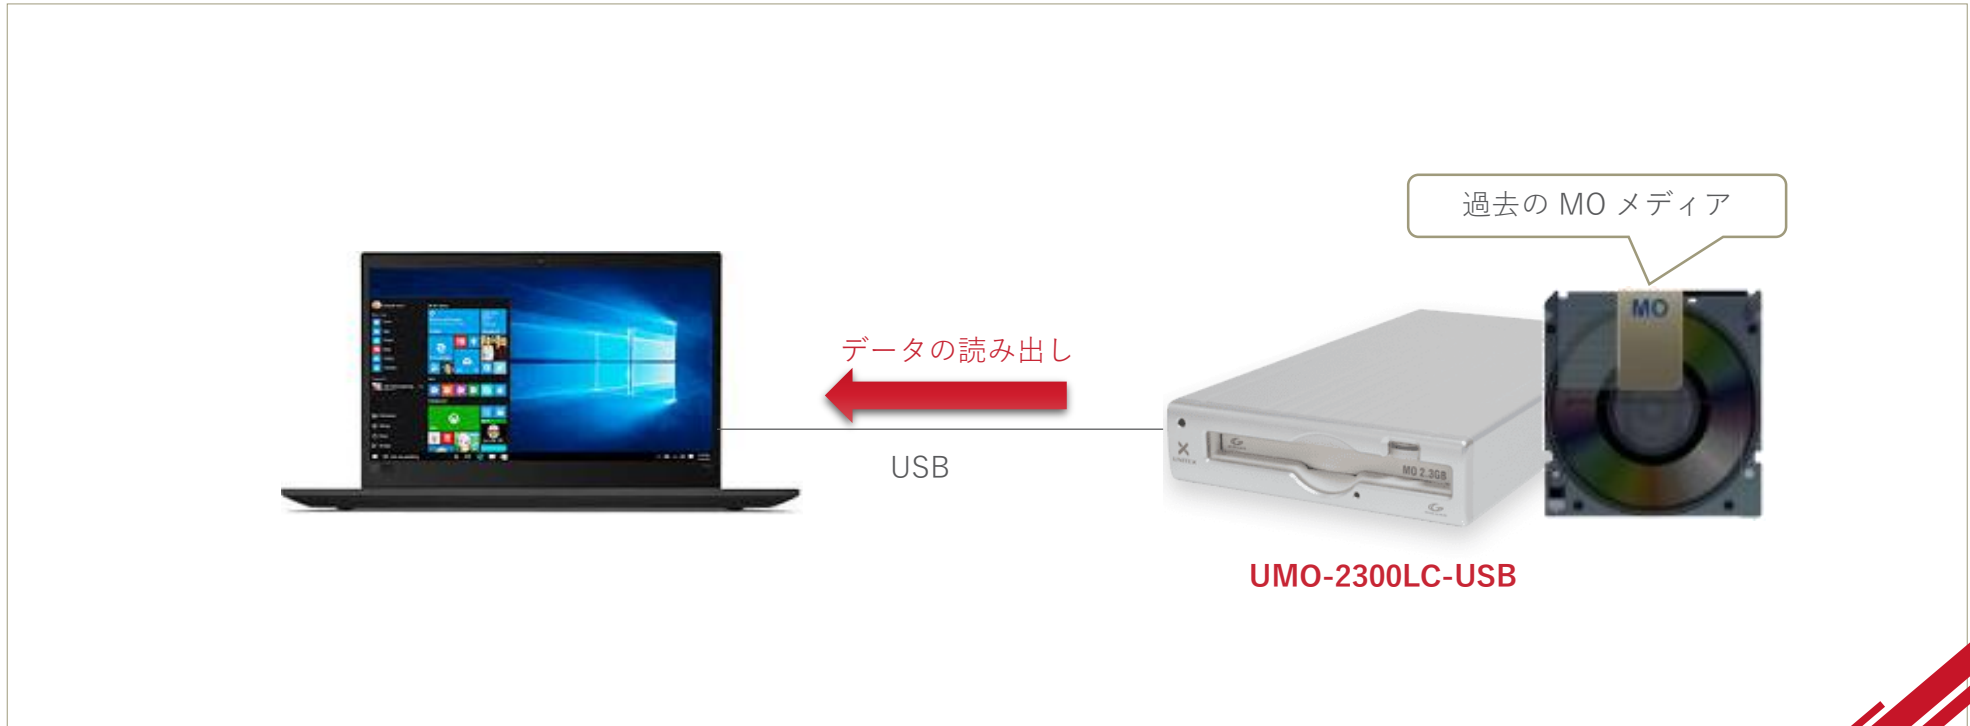 過去の MO メディア
MO
データの読み出し
USB
MO 2.3GB
UMO-2300LC-USB